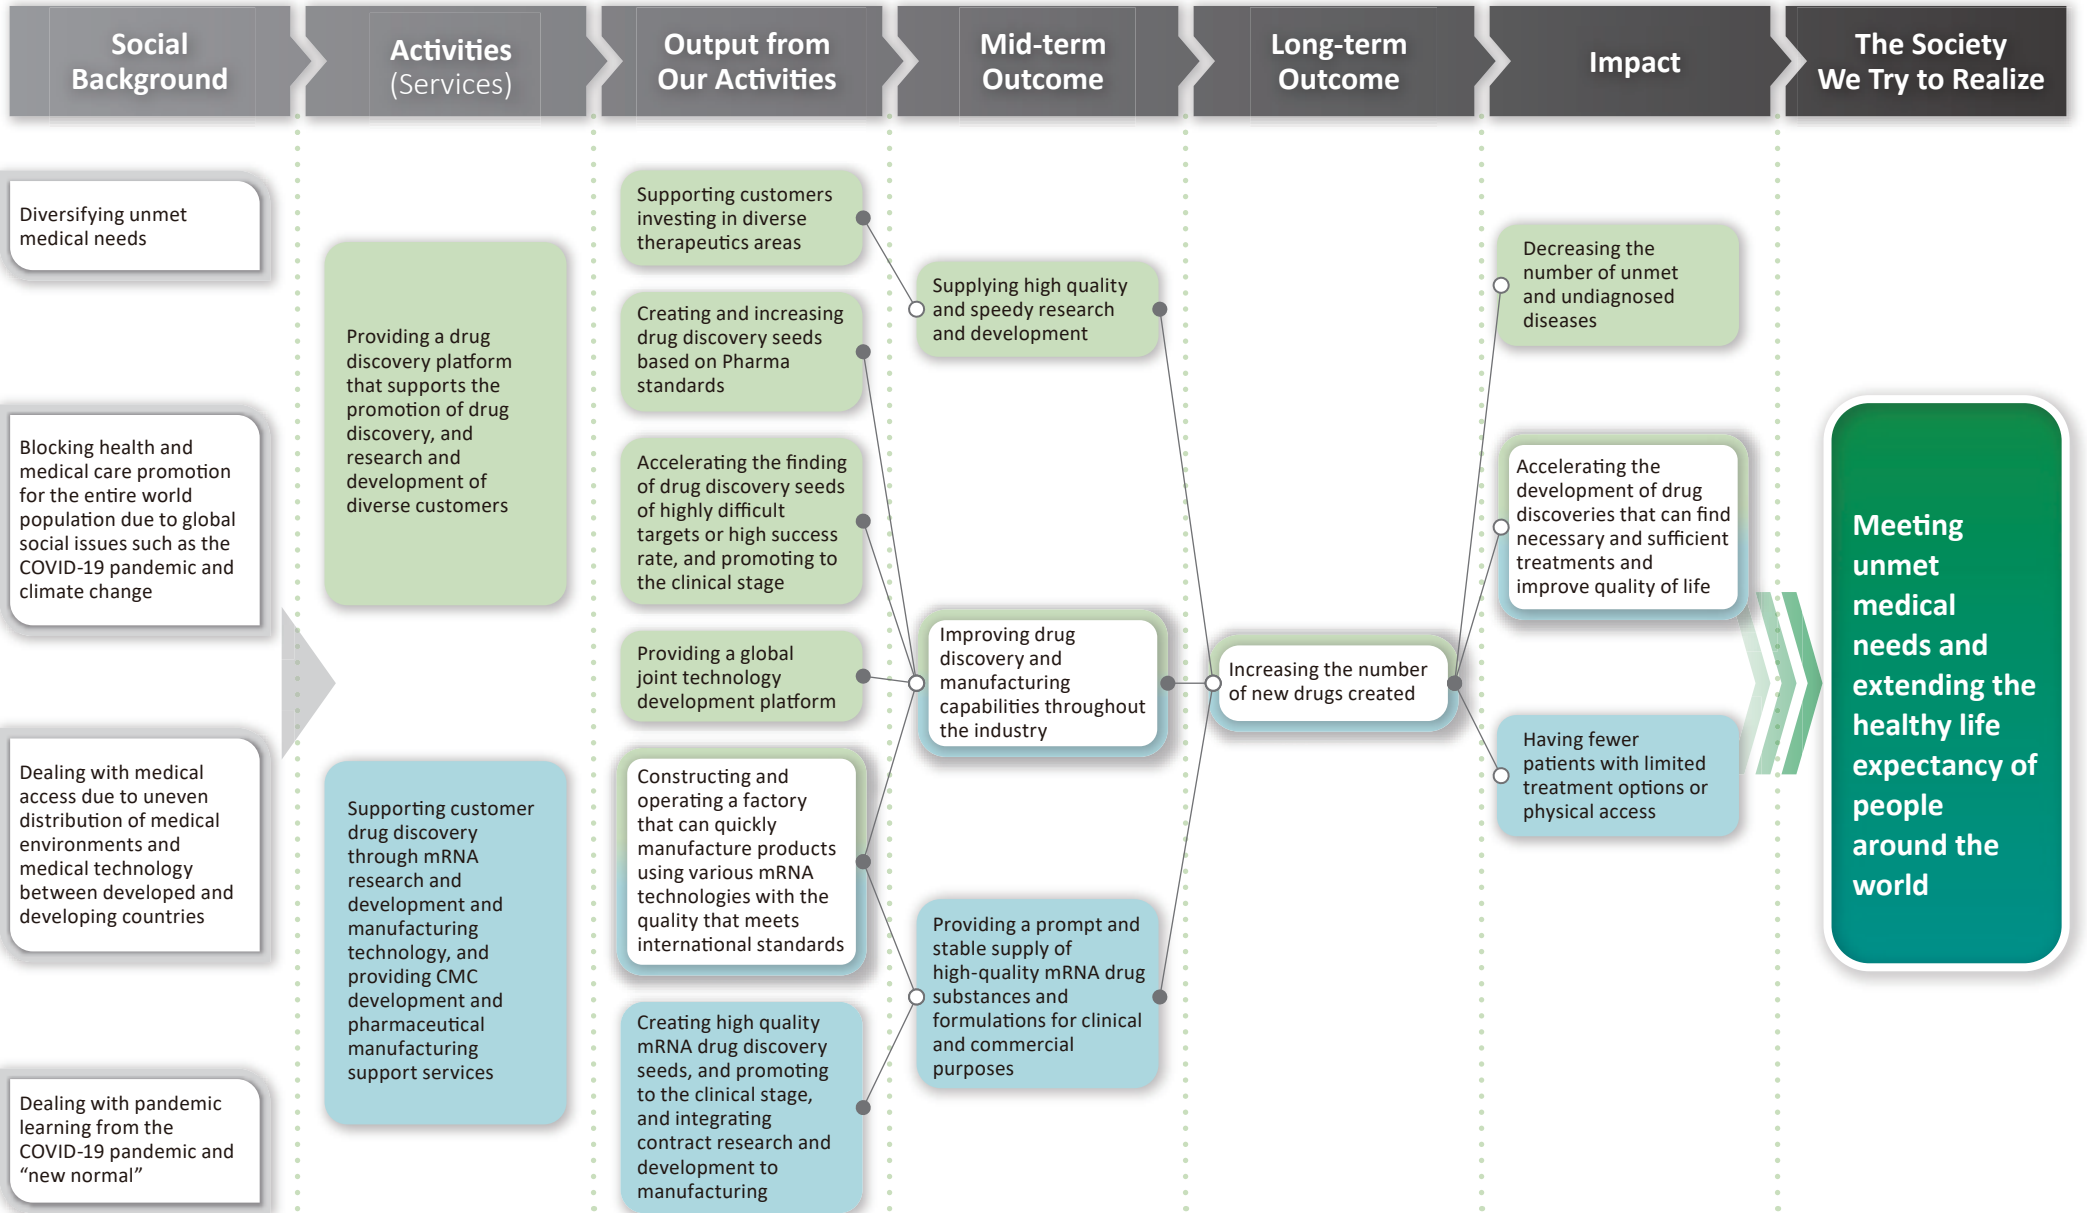 Social
Background
Activities
(Services)
Output from
Our Activities
Mid-term
Outcome
Long-term
Outcome
Impact
The Society
We Try to Realize
Diversifying unmet
medical needs
Blocking health and
medical care promotion
for the entire world
population due to global
social issues such as the
COVID-19 pandemic and
climate change
Dealing with medical
access due to uneven
distribution of medical
environments and
medical technology
between developed and
developing countries
Dealing with pandemic
learning from the
COVID-19 pandemic and
“new normal”
Providing a drug
discovery platform
that supports the
promotion of drug
discovery, and
research and
development of
diverse customers
Supporting customer
drug discovery
through mRNA
research and
development and
manufacturing
technology, and
providing CMC
development and
pharmaceutical
manufacturing
support services
Supporting customers
investing in diverse
therapeutics areas
Creating and increasing
drug discovery seeds
based on Pharma
standards
Accelerating the finding
of drug discovery seeds
of highly difficult
targets or high success
rate, and promoting to
the clinical stage
Providing a global
joint technology
development platform
Constructing and
operating a factory
that can quickly
manufacture products
using various mRNA
technologies with the
quality that meets
international standards
Creating high quality
mRNA drug discovery
seeds, and promoting
to the clinical stage,
and integrating
contract research and
development to
manufacturing
Supplying high quality
and speedy research
and development
Improving drug
discovery and
manufacturing
capabilities throughout
the industry
Providing a prompt and
stable supply of
high-quality mRNA drug
substances and
formulations for clinical
and commercial
purposes
Increasing the number
of new drugs created
Decreasing the
number of unmet
and undiagnosed
diseases
Accelerating the
development of drug
discoveries that can find
necessary and sufficient
treatments and
improve quality of life
Having fewer
patients with limited
treatment options or
physical access
Meeting
unmet
medical
needs and
extending the
healthy life
expectancy of
people
around the
world